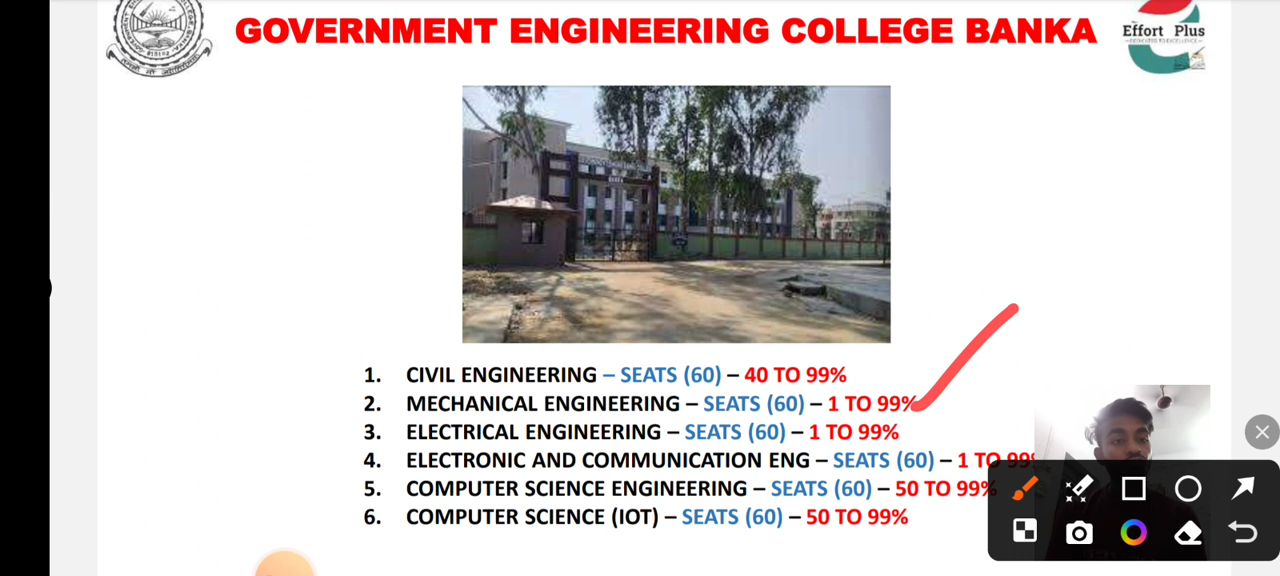 GOVERNMENT ENGINEERING COLLEGE BANKA
Effort Plus
1. CIVIL ENGINEERING – SEATS (60) – 40 TO 99%
2. MECHANICAL ENGINEERING – SEATS (60) – 1 TO 99%
3. ELECTRICAL ENGINEERING – SEATS (60) – 1 TO 99%
4. ELECTRONIC AND COMMUNICATION ENG – SEATS (60) – 1 TO 99
5. COMPUTER SCIENCE ENGINEERING – SEATS (60) – 50 TO 99%
6. COMPUTER SCIENCE (IOT) – SEATS (60) – 50 TO 99%